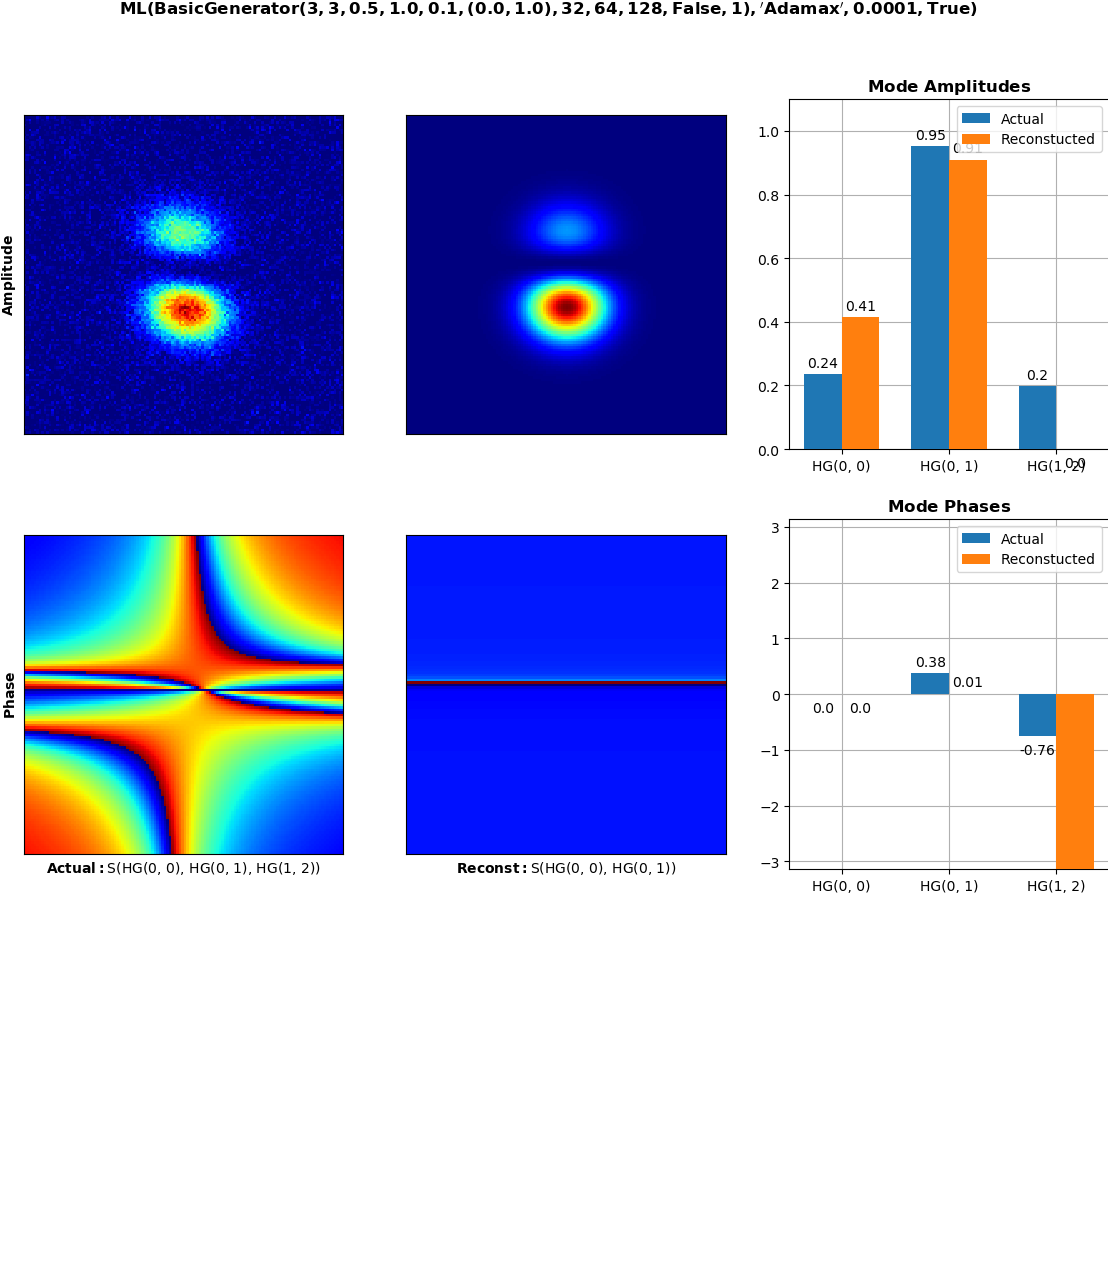 ML(BasicGenerator(3, 3, 0.5, 1.0, 0.1, (0.0, 1.0), 32, 64, 128, False, 1), ′Adamax′, 0.0001, True)
Amplitude
Mode Amplitudes
Actual
Reconstucted
1.0
0.8
0.6
0.4
0.2
0.0
0.24
0.41
0.95
0.91
0.2
0.0
HG(0, 0)
HG(0, 1)
HG(1, 2)
Phase
Actual: S(HG(0, 0), HG(0, 1), HG(1, 2))
Reconst: S(HG(0, 0), HG(0, 1))
Mode Phases
Actual
Reconstucted
3
2
1
0
−1
−2
−3
0.0
0.0
0.38
0.01
-0.76
HG(0, 0)
HG(0, 1)
HG(1, 2)